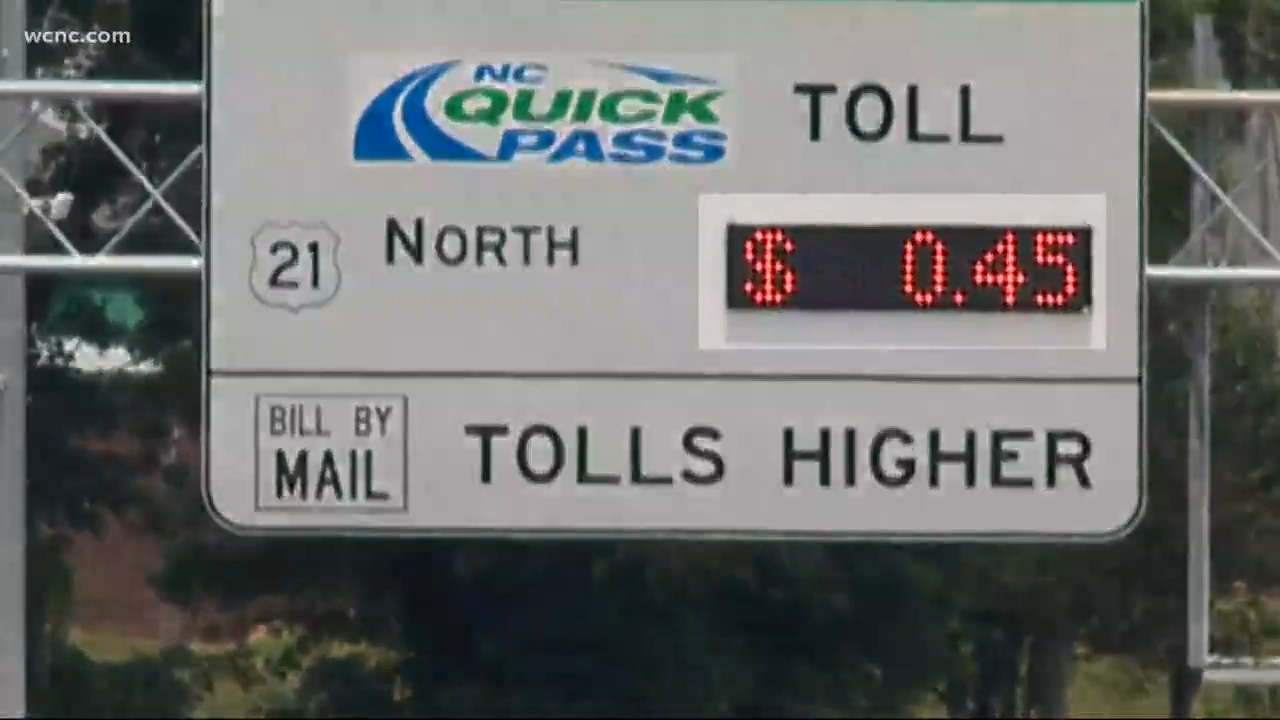 wcnc.com
NC
QUICK
PASS
TOLL
21 NORTH $ 0.45
BILL BY
MAIL
TOLLS HIGHER